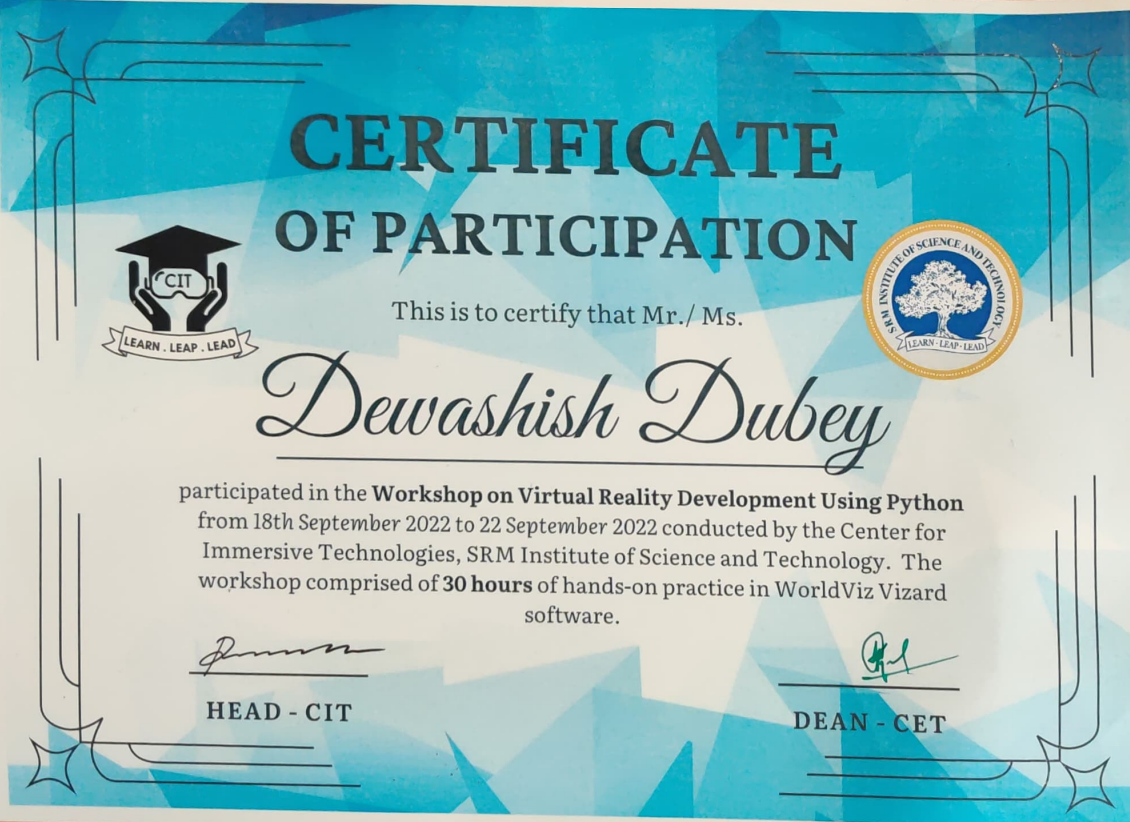 CERTIFICATE
OF PARTICIPATION
CIT
LEARN . LEAP . LEAD
SRM INSTITUTE OF SCIENCE AND TECHNOLOGY
LEARN - LEAP - LEAD
This is to certify that Mr./ Ms.
Dewashish Dubey
participated in the Workshop on Virtual Reality Development Using Python
from 18th September 2022 to 22 September 2022 conducted by the Center for
Immersive Technologies, SRM Institute of Science and Technology. The
workshop comprised of 30 hours of hands-on practice in WorldViz Vizard
software.
HEAD - CIT
DEAN - CET